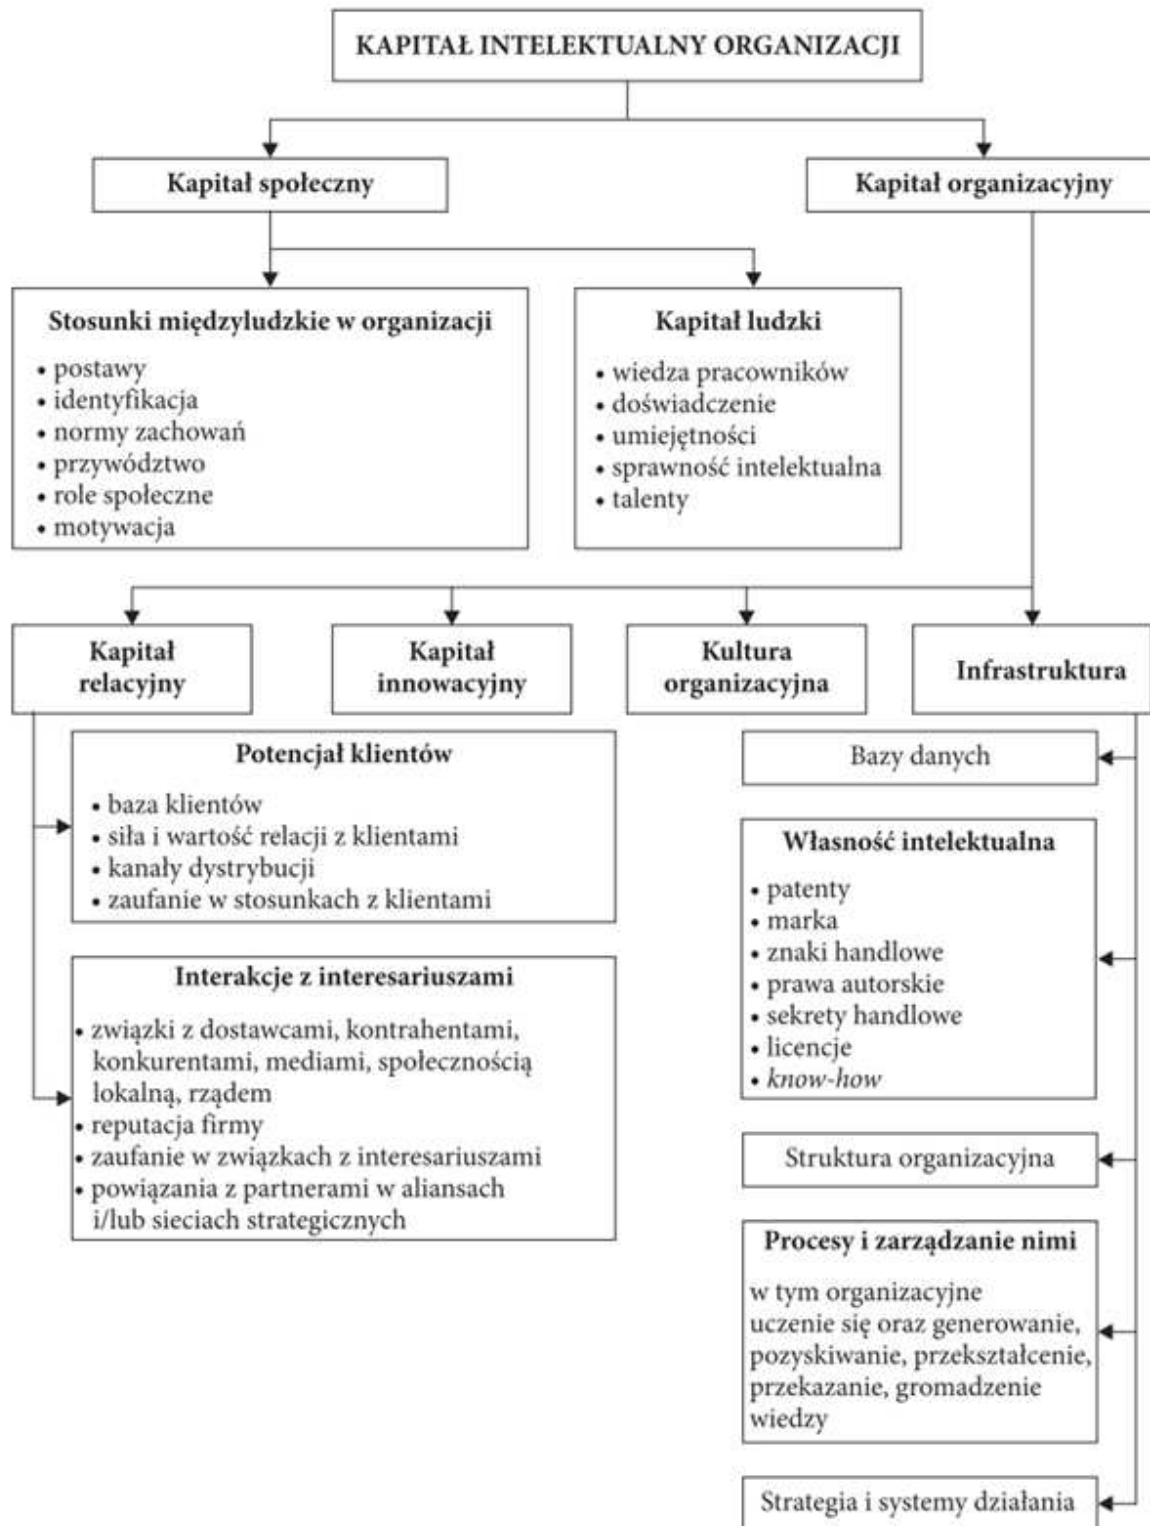 KAPITAŁ INTELEKTUALNY ORGANIZACJI
Kapitał społeczny
Kapitał organizacyjny
Stosunki międzyludzkie w organizacji
• postawy
• identyfikacja
• normy zachowań
• przywództwo
• role społeczne
• motywacja
Kapitał ludzki
• wiedza pracowników
• doświadczenie
• umiejętności
• sprawność intelektualna
• talenty
Kapitał
relacyjny
Kapitał
innowacyjny
Kultura
organizacyjna
Infrastruktura
Potencjał klientów
• baza klientów
• siła i wartość relacji z klientami
• kanały dystrybucji
• zaufanie w stosunkach z klientami
Interakcje z interesariuszami
• związki z dostawcami, kontrahentami,
konkurentami, mediami, społecznością
lokalną, rządem
• reputacja firmy
• zaufanie w związkach z interesariuszami
• powiązania z partnerami w aliansach
i/lub sieciach strategicznych
Bazy danych
Własność intelektualna
• patenty
• marka
• znaki handlowe
• prawa autorskie
• sekrety handlowe
• licencje
• know-how
Struktura organizacyjna
Procesy i zarządzanie nimi
w tym organizacyjne
uczenie się oraz generowanie,
pozyskiwanie, przekształcenie,
przekazanie, gromadzenie
wiedzy
Strategia i systemy działania